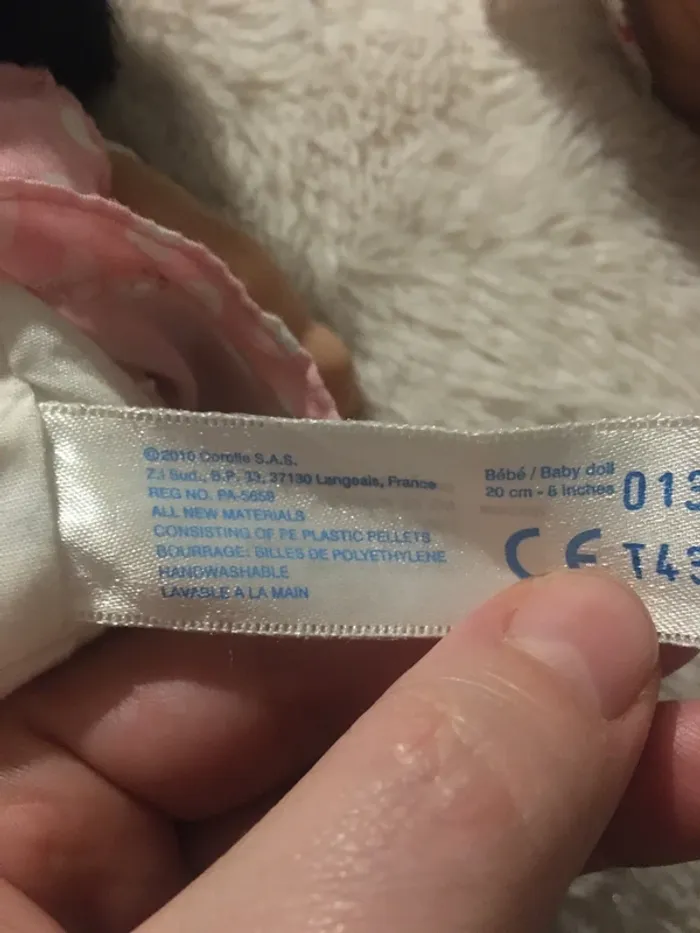 ©2010 Corolle S.A.S.
Z.I Sud., B.P. 33, 37130 Langeais, France
REG NO. PA-5658
ALL NEW MATERIALS
CONSISTING OF PE PLASTIC PELLETS
BOURRAGE: BILLES DE POLYETHYLENE
HANDWASHABLE
LAVABLE A LA MAIN
Bébé / Baby doll
20 cm - 8 inches
013
CE
T43